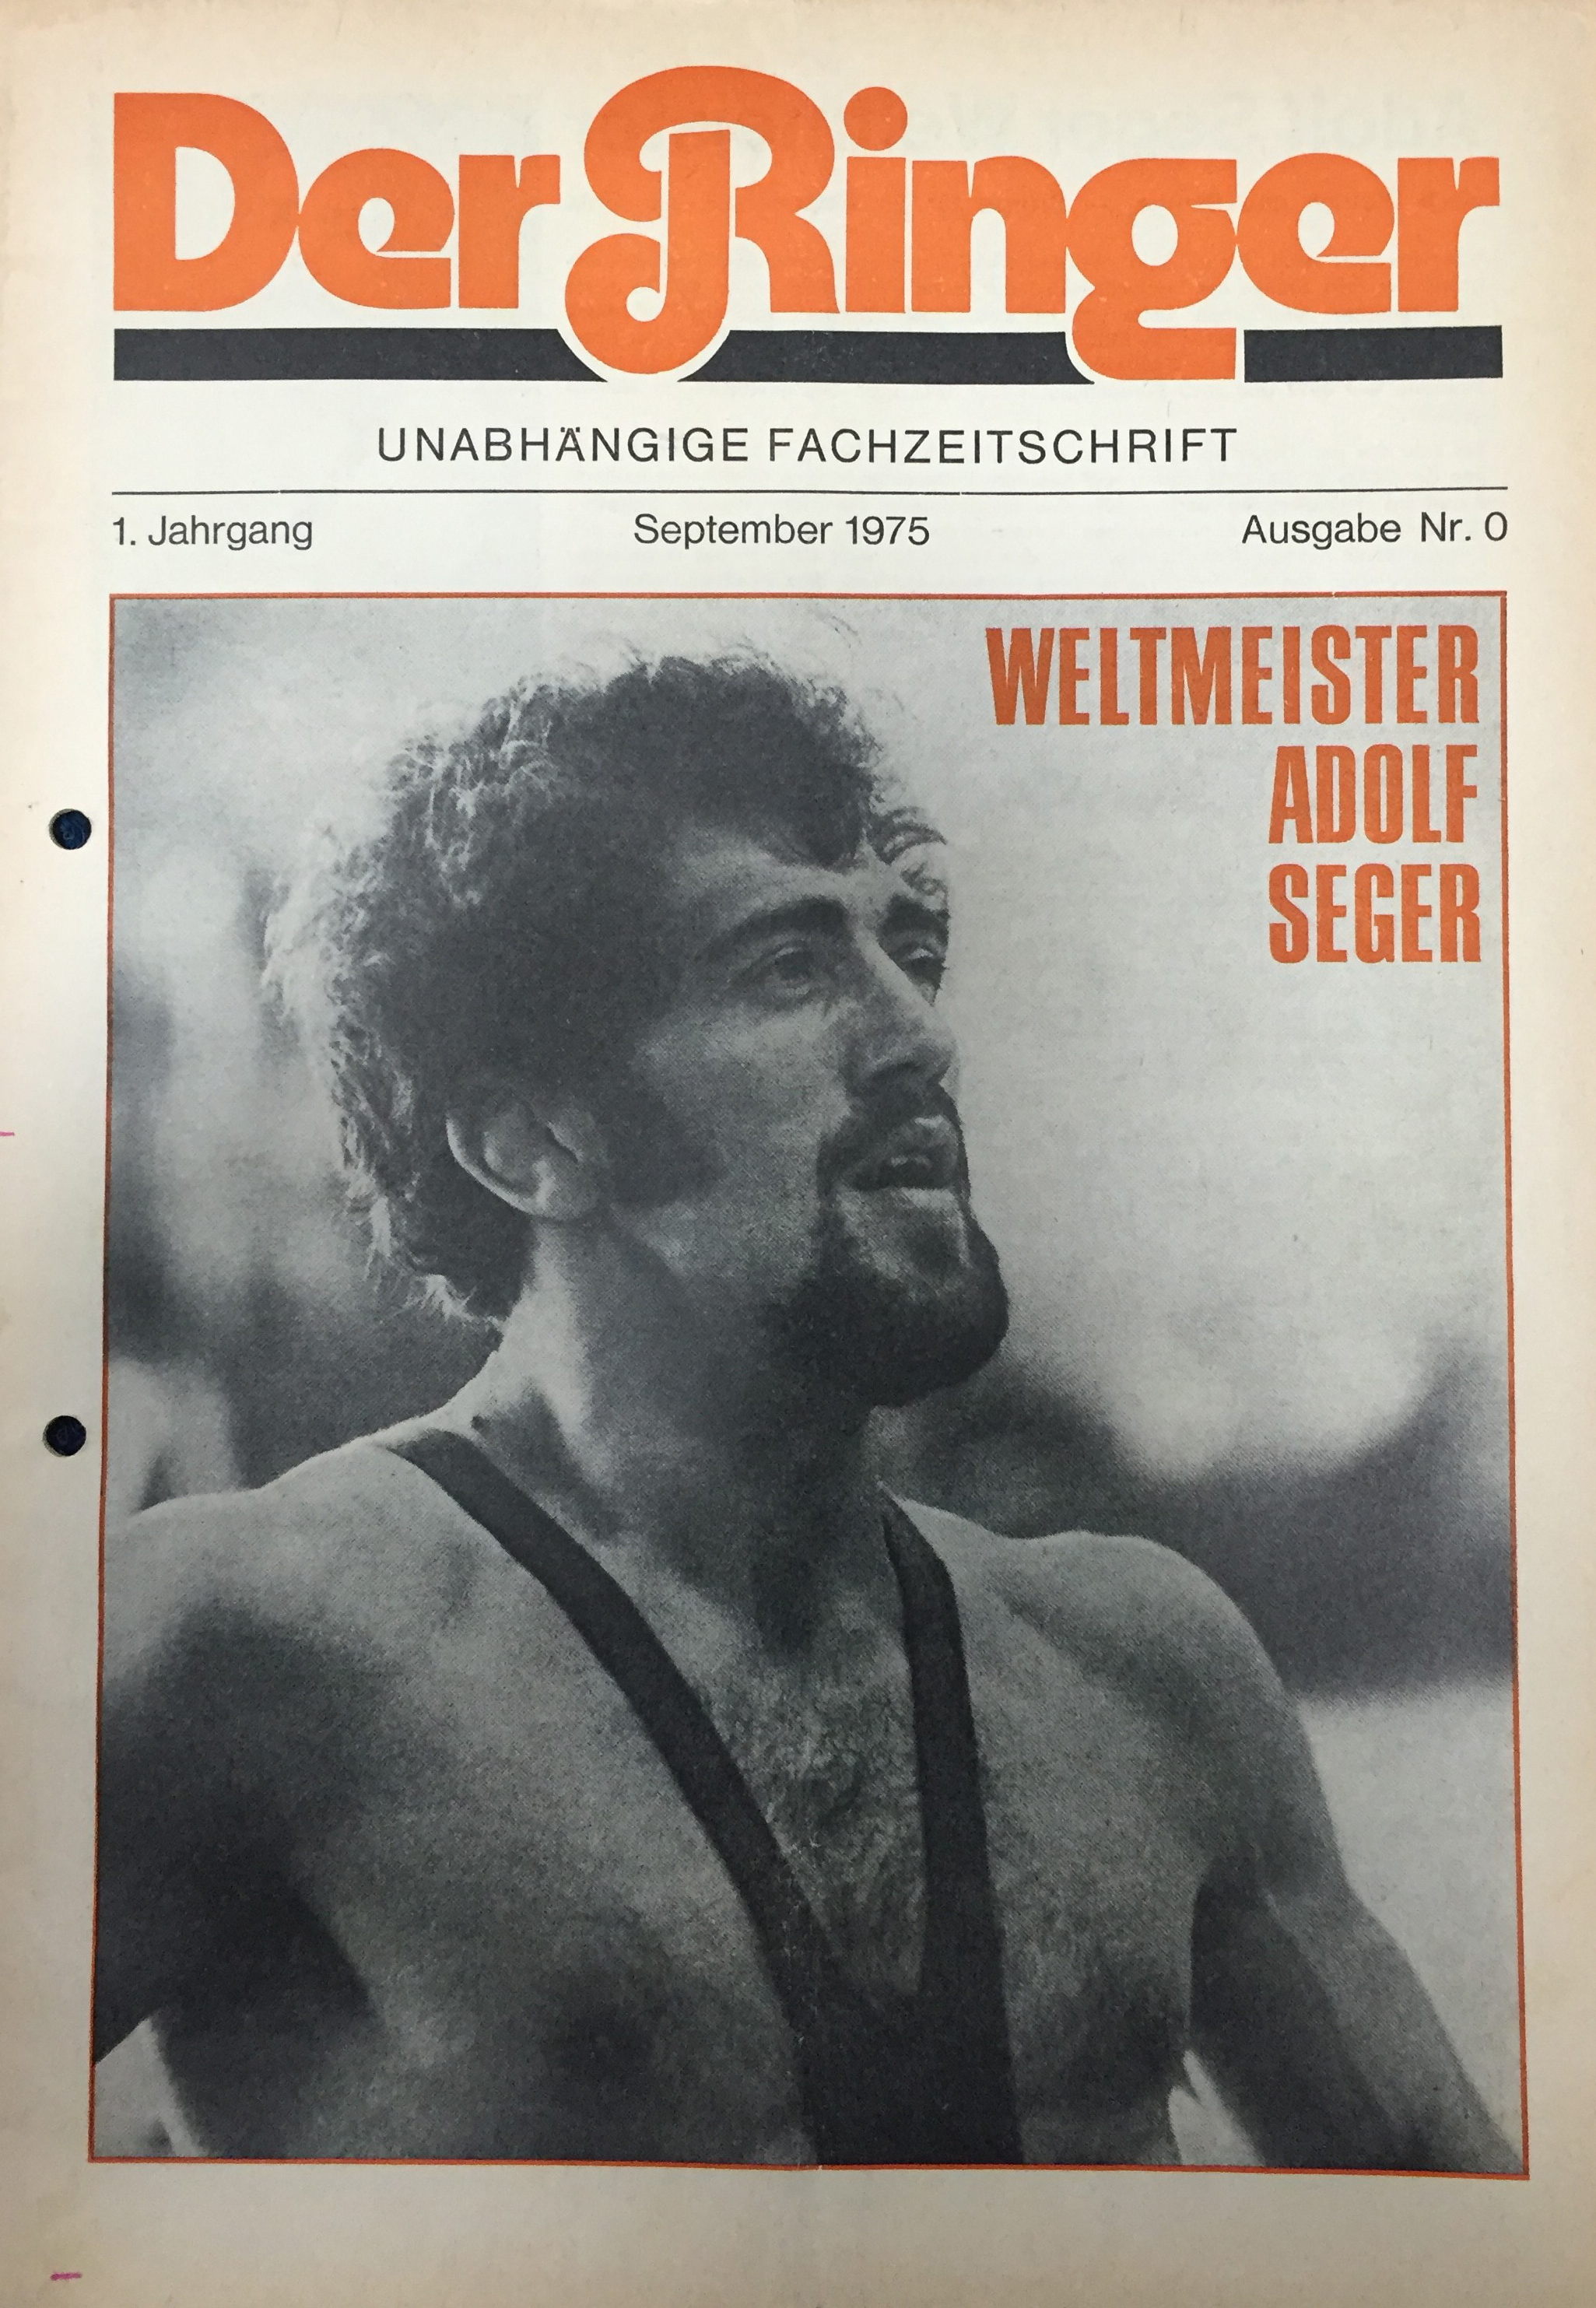 Der Ringer
UNABHÄNGIGE FACHZEITSCHRIFT
1. Jahrgang September 1975 Ausgabe Nr. 0
WELTMEISTER
ADOLF
SEGER